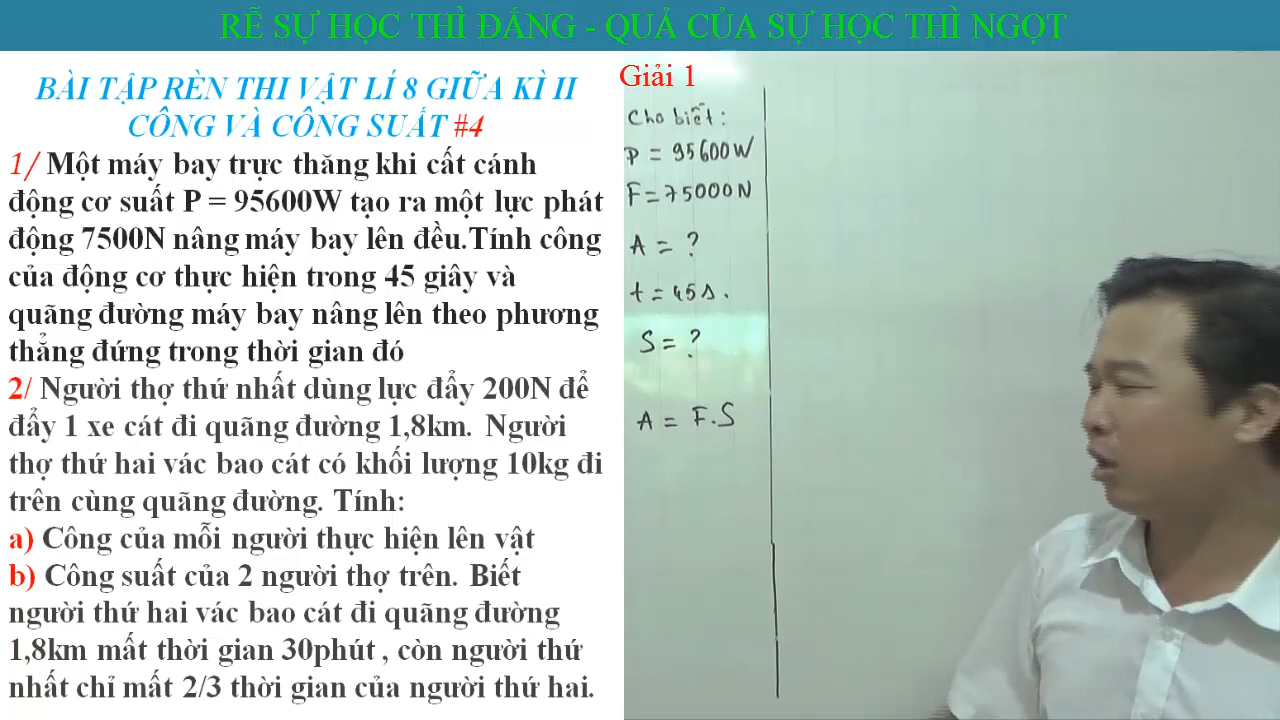 RỄ SỰ HỌC THÌ ĐẮNG - QUẢ CỦA SỰ HỌC THÌ NGỌT
BÀI TẬP RÈN THI VẬT LÍ 8 GIỮA KÌ II
CÔNG VÀ CÔNG SUẤT #4
1/ Một máy bay trực thăng khi cất cánh
động cơ suất P = 95600W tạo ra một lực phát
động 7500N nâng máy bay lên đều.Tính công
của động cơ thực hiện trong 45 giây và
quãng đường máy bay nâng lên theo phương
thẳng đứng trong thời gian đó
2/ Người thợ thứ nhất dùng lực đẩy 200N để
đẩy 1 xe cát đi quãng đường 1,8km. Người
thợ thứ hai vác bao cát có khối lượng 10kg đi
trên cùng quãng đường. Tính:
a) Công của mỗi người thực hiện lên vật
b) Công suất của 2 người thợ trên. Biết
người thứ hai vác bao cát đi quãng đường
1,8km mất thời gian 30phút , còn người thứ
nhất chỉ mất 2/3 thời gian của người thứ hai.
Giải 1
Cho biết:
P = 95600W
F = 75000N
A = ?
t = 45s.
S = ?
A = F.S